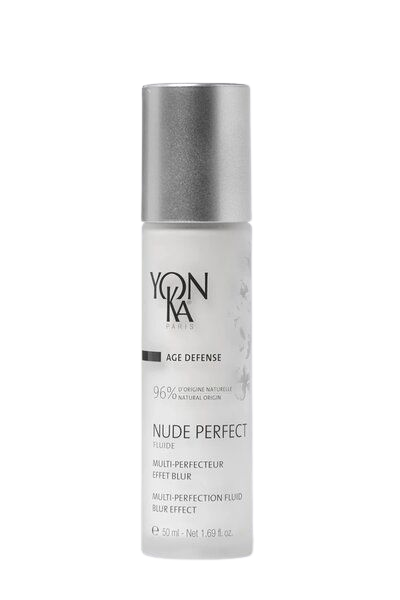 YON
KA®
PARIS
AGE DEFENSE
96% D'ORIGINE NATURELLE
NATURAL ORIGIN
NUDE PERFECT
FLUIDE
MULTI-PERFECTEUR
EFFET BLUR
MULTI-PERFECTION FLUID
BLUR EFFECT
℮ 50 ml - Net 1.69 fl. oz.